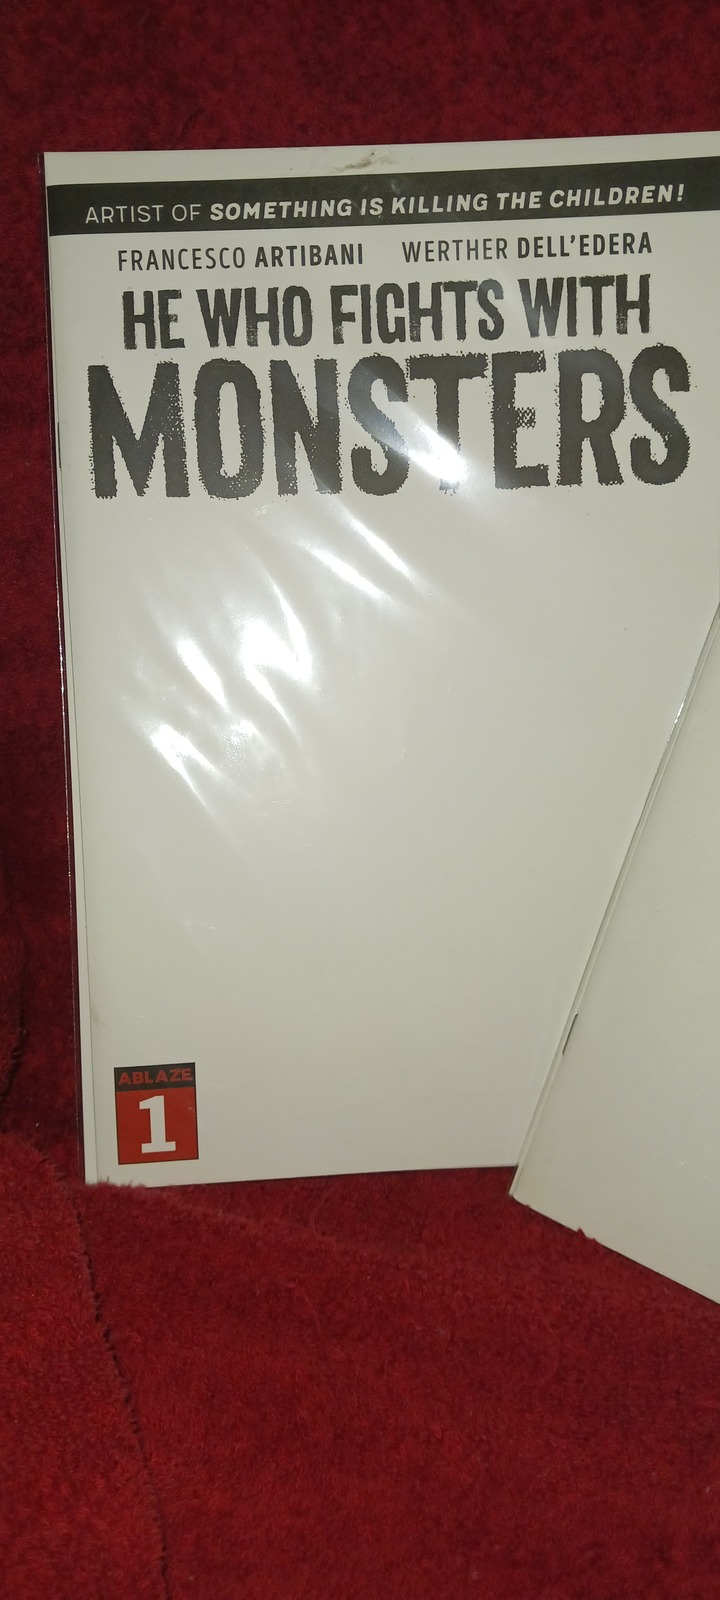 ARTIST OF SOMETHING IS KILLING THE CHILDREN!
FRANCESCO ARTIBANI WERTHER DELL'EDERA
HE WHO FIGHTS WITH
MONSTERS
ABLAZE
1